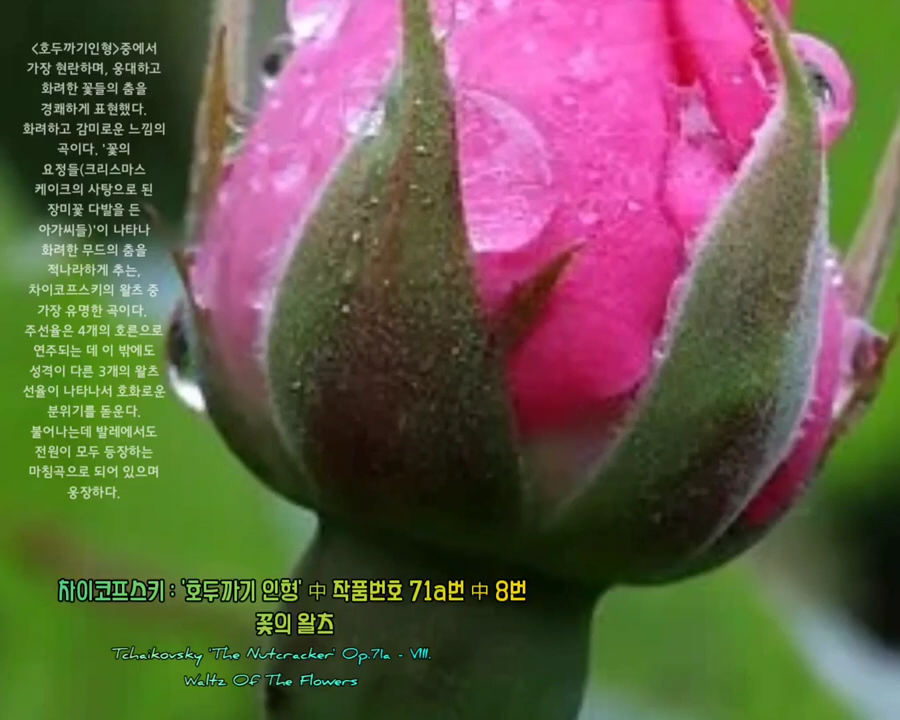 <호두까기인형>중에서
가장 현란하며, 웅대하고
화려한 꽃들의 춤을
경쾌하게 표현했다.
화려하고 감미로운 느낌의
곡이다. '꽃의
요정들(크리스마스
케이크의 사탕으로 된
장미꽃 다발을 든
아가씨들)'이 나타나
화려한 무드의 춤을
적나라하게 추는,
차이코프스키의 왈츠 중
가장 유명한 곡이다.
주선율은 4개의 호른으로
연주되는 데 이 밖에도
성격이 다른 3개의 왈츠
선율이 나타나서 호화로운
분위기를 돋운다.
불어나는데 발레에서도
전원이 모두 등장하는
마침곡으로 되어 있으며
웅장하다.
차이코프스키 : '호두까기 인형' 中 작품번호 71a번 中 8번
꽃의 왈츠
Tchaikovsky 'The Nutcracker' Op.71a - VIII.
Waltz Of The Flowers